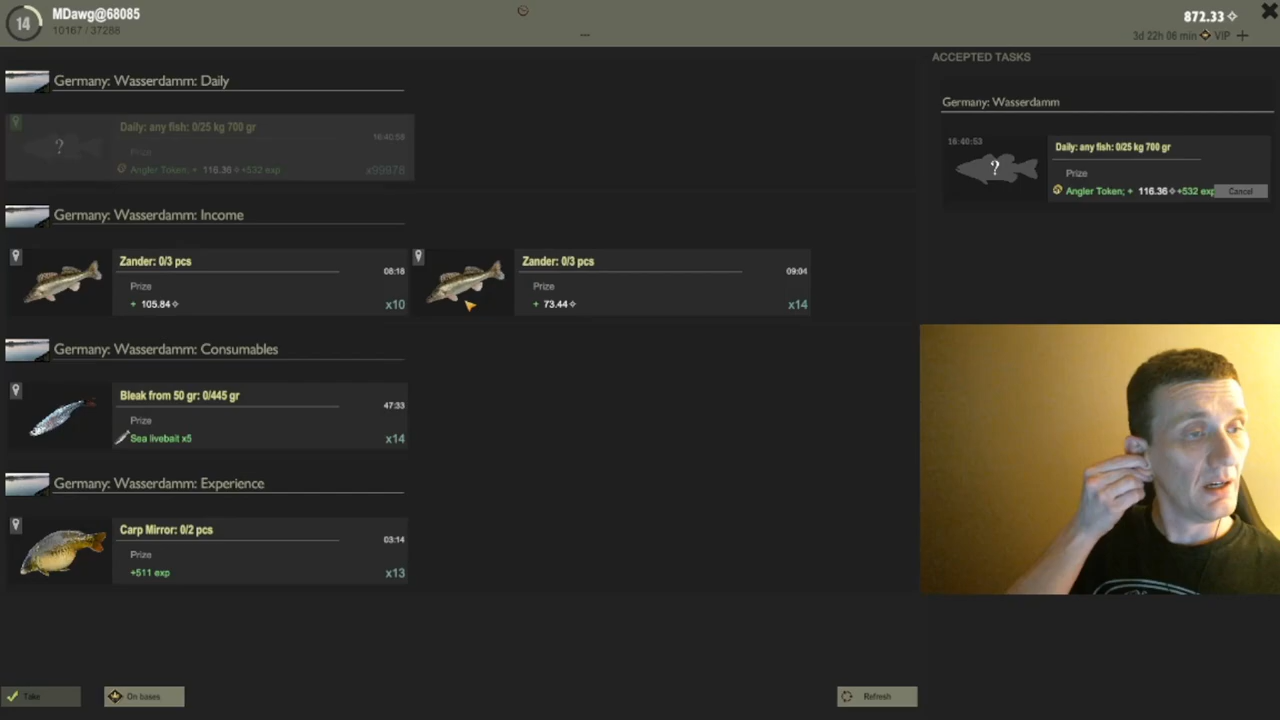 14
MDawg@68085
10167 / 37288
872.33
3d 22h 06 min VIP +
ACCEPTED TASKS
Germany: Wasserdamm: Daily
Daily: any fish: 0/25 kg 700 gr
16:40:58
Prize
Angler Token; + 116.36 +532 exp
x99978
Germany: Wasserdamm
16:40:53
Daily: any fish: 0/25 kg 700 gr
Prize
Angler Token; + 116.36 +532 exp
Cancel
Germany: Wasserdamm: Income
Zander: 0/3 pcs
08:18
Prize
+ 105.84
x10
Zander: 0/3 pcs
09:04
Prize
+ 73.44
x14
Germany: Wasserdamm: Consumables
Bleak from 50 gr: 0/445 gr
47:33
Prize
Sea livebait x5
x14
Germany: Wasserdamm: Experience
Carp Mirror: 0/2 pcs
03:14
Prize
+511 exp
x13
Take
On bases
Refresh